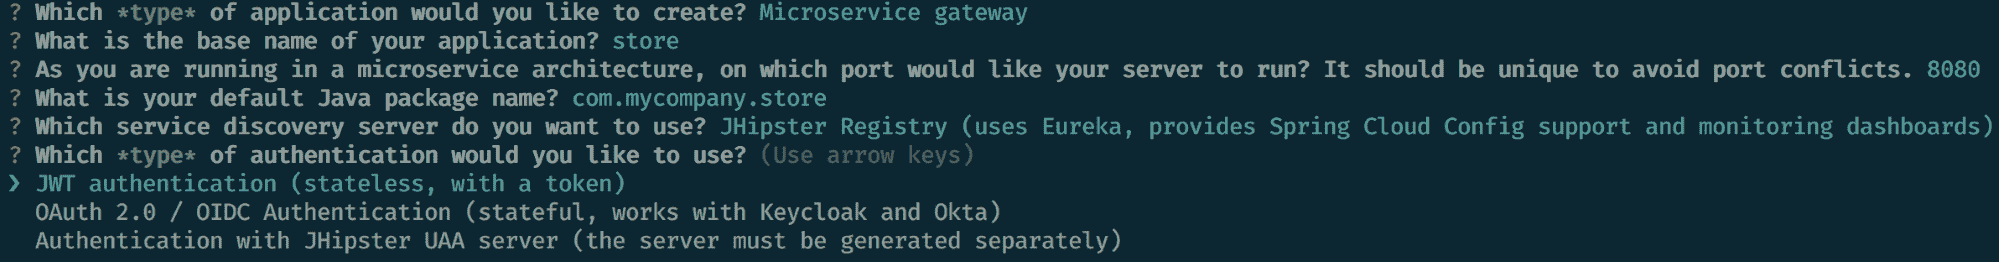 ? Which *type* of application would you like to create? Microservice gateway
? What is the base name of your application? store
? As you are running in a microservice architecture, on which port would like your server to run? It should be unique to avoid port conflicts. 8080
? What is your default Java package name? com.mycompany.store
? Which service discovery server do you want to use? JHipster Registry (uses Eureka, provides Spring Cloud Config support and monitoring dashboards)
? Which *type* of authentication would you like to use? (Use arrow keys)
❯ JWT authentication (stateless, with a token)
OAuth 2.0 / OIDC Authentication (stateful, works with Keycloak and Okta)
Authentication with JHipster UAA server (the server must be generated separately)